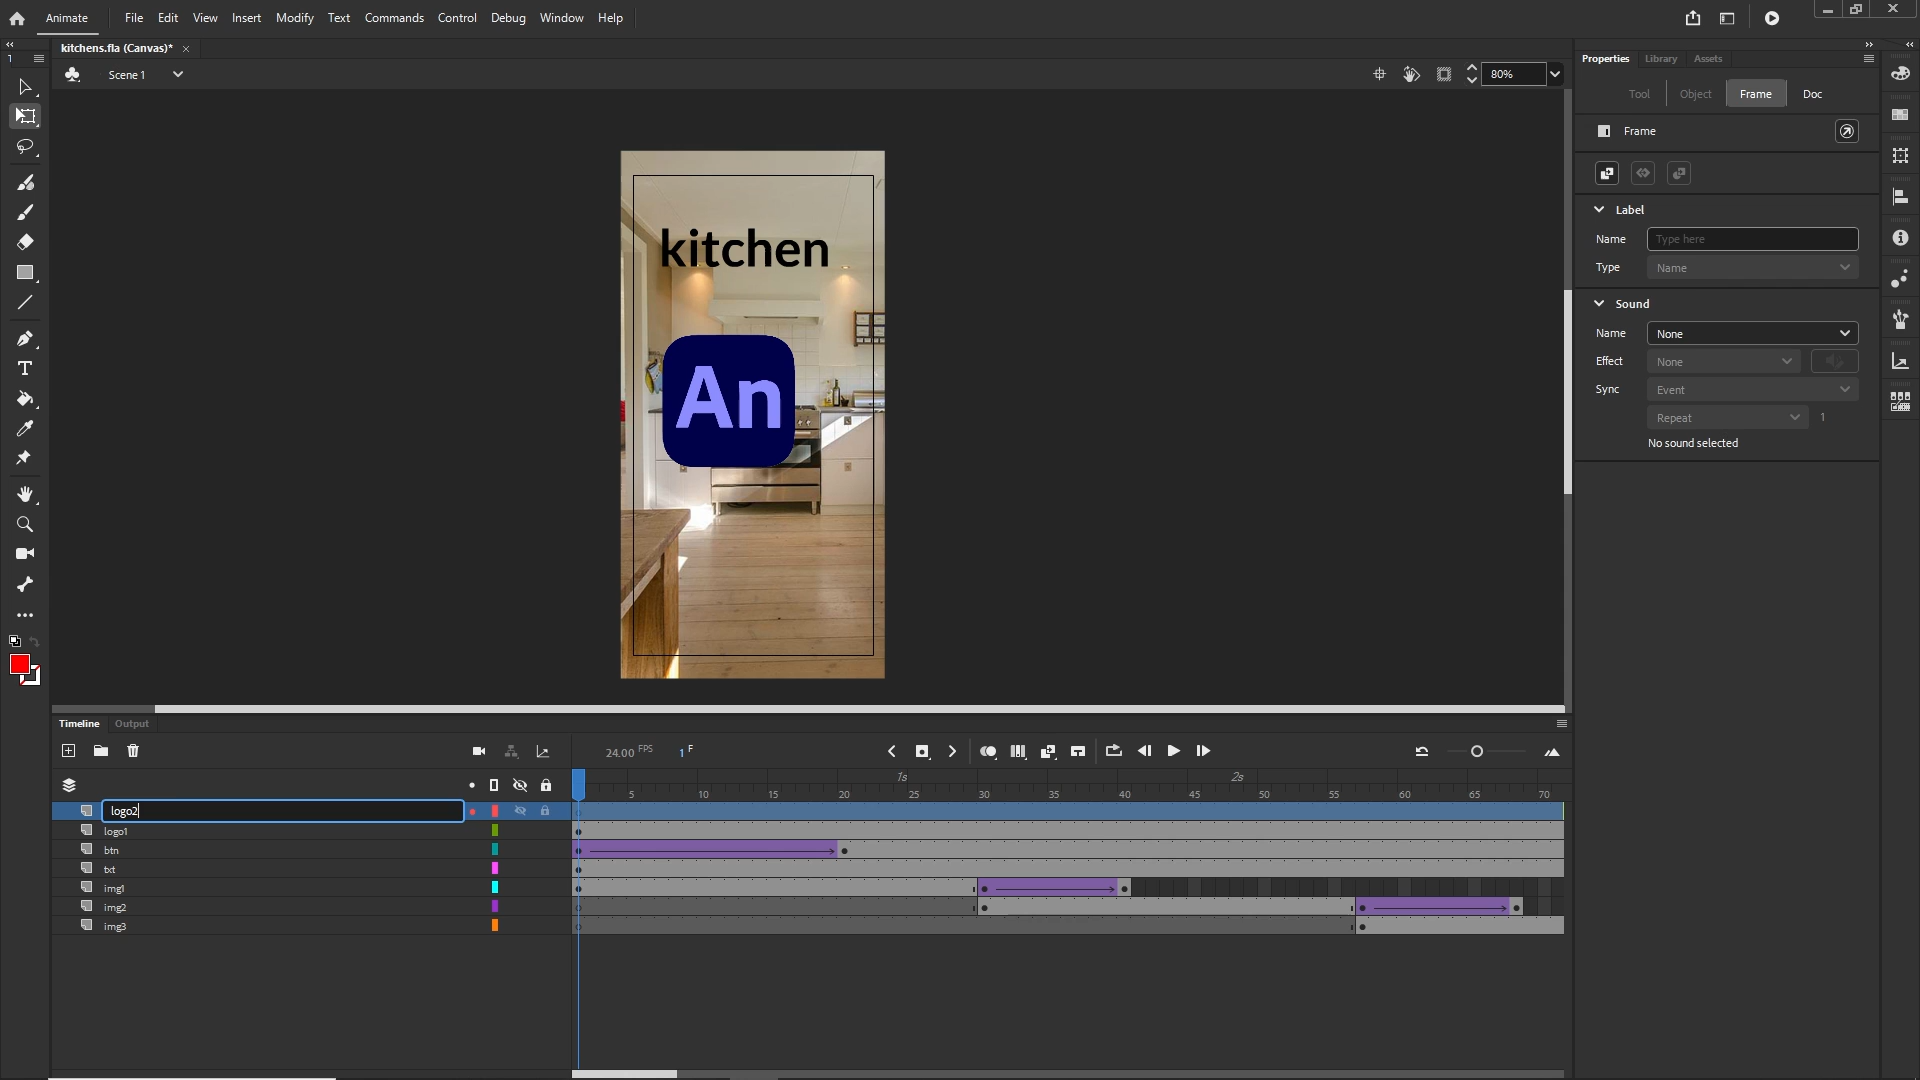 Animate File Edit View Insert Modify Text Commands Control Debug Window Help
kitchens.fla (Canvas)* ×
Scene 1
80%
Properties Library Assets
Tool Object Frame Doc
Frame
Label
Name Type here
Type Name
Sound
Name None
Effect None
Sync Event
Repeat 1
No sound selected
kitchen
An
Timeline Output
24.00 FPS 1 F
1s 2s
5 10 15 20 25 30 35 40 45 50 55 60 65 70
logo2
logo1
btn
txt
img1
img2
img3